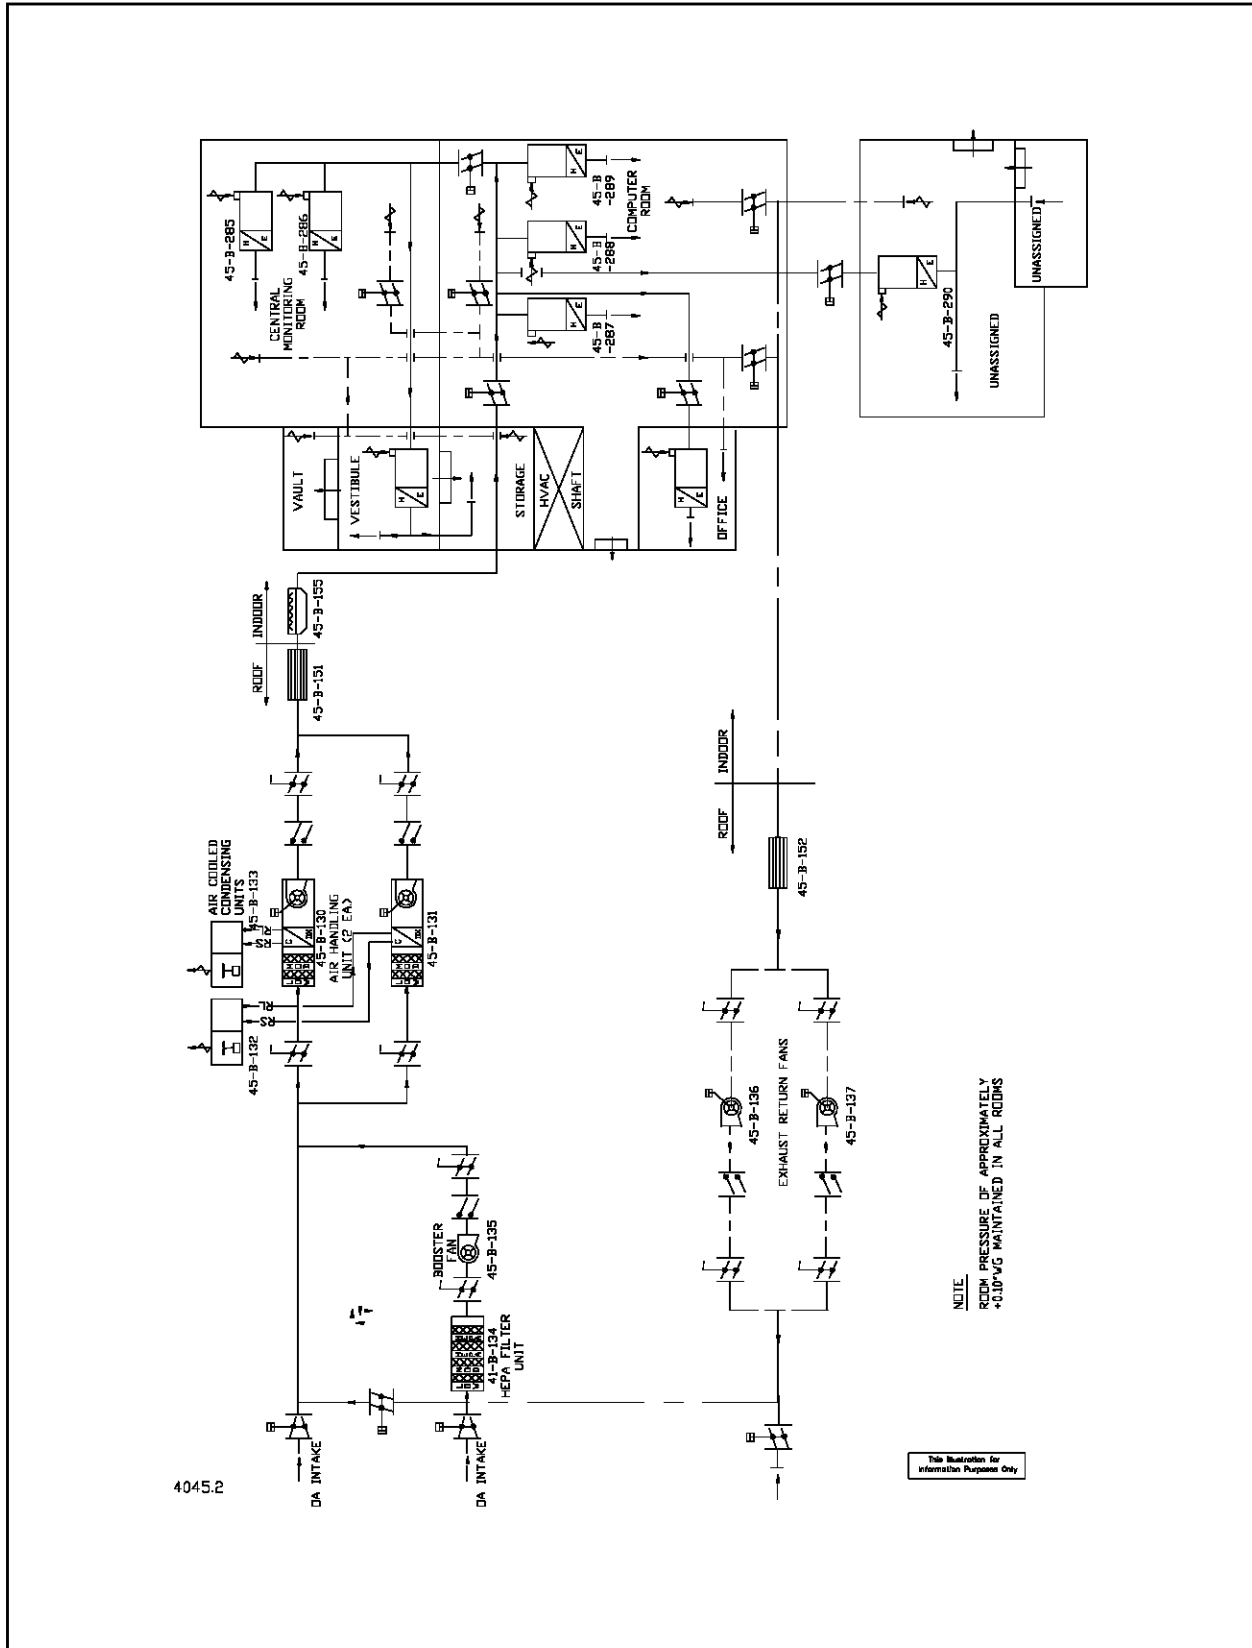 45-B-285
45-B-286
CENTRAL
MONITORING
ROOM
45-B
-289
COMPUTER
ROOM
45-B
-288
45-B
-287
45-B-290
UNASSIGNED
UNASSIGNED
VAULT
VESTIBULE
STORAGE
HVAC
SHAFT
OFFICE
ROOF
INDOOR
45-B-155
45-B-151
ROOF
INDOOR
45-B-152
AIR COOLED
CONDENSING
UNITS
45-B-133
45-B-130
AIR HANDLING
UNIT (2 EA.)
45-B-131
RL
RS
RL
RS
45-B-132
45-B-136
EXHAUST RETURN FANS
45-B-137
BOOSTER
FAN
45-B-135
41-B-134
HEPA FILTER
UNIT
OA INTAKE
OA INTAKE
NOTE
ROOM PRESSURE OF APPROXIMATELY
+0.10"WG MAINTAINED IN ALL ROOMS
This Illustration for
Information Purposes Only
4045.2